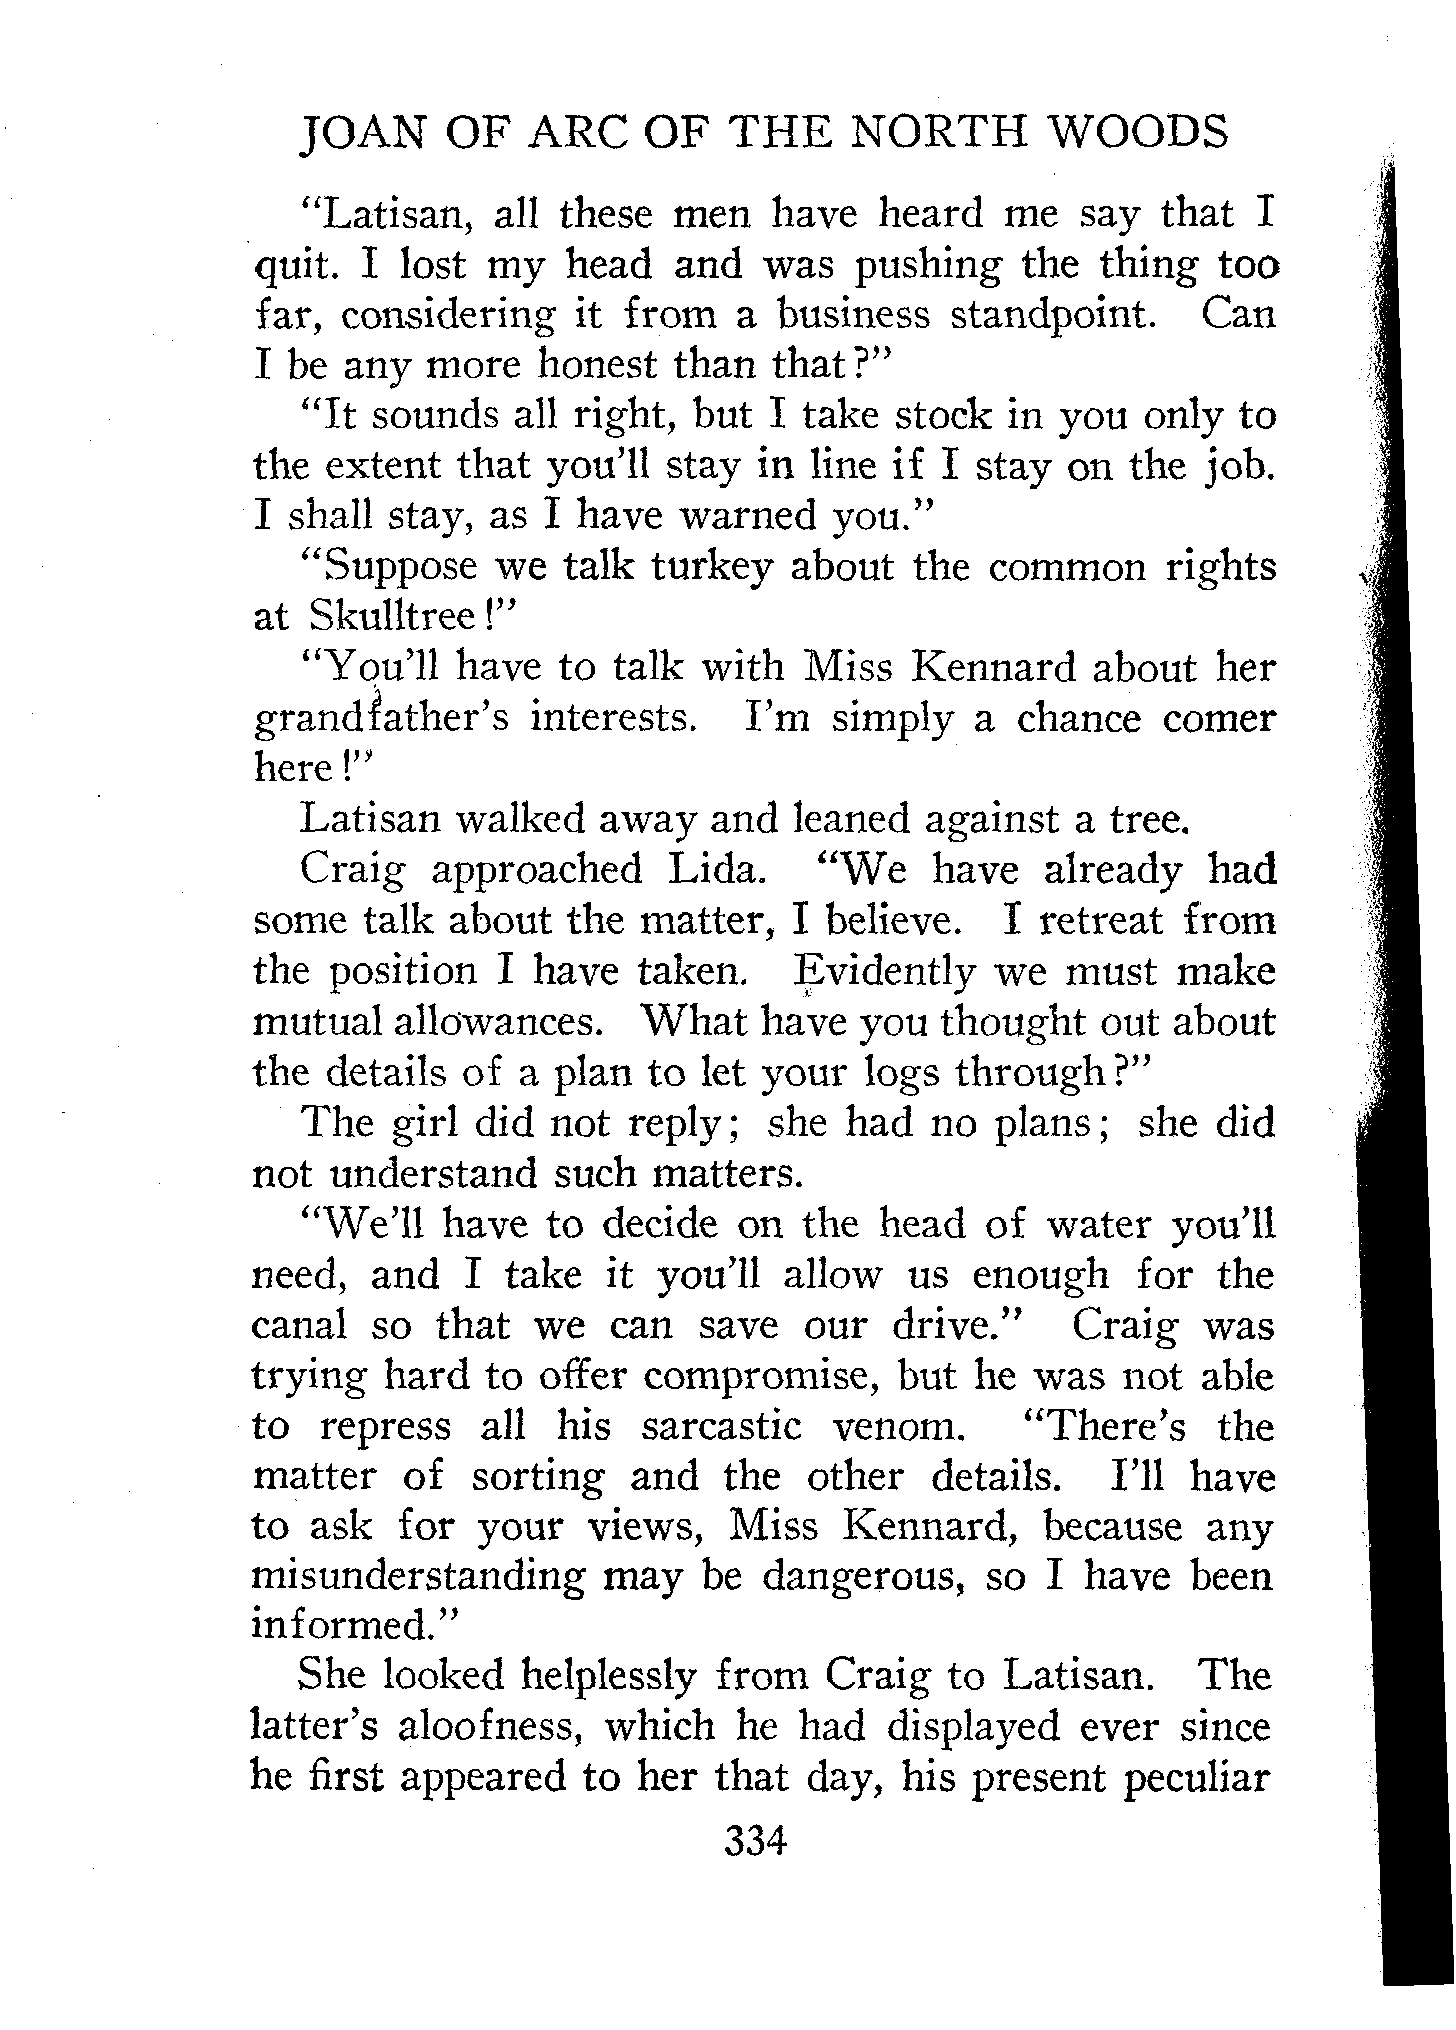 JOAN OF ARC OF THE NORTH WOODS
"Latisan, all these men have heard me say that I
quit. I lost my head and was pushing the thing too
far, considering it from a business standpoint. Can
I be any more honest than that?"
"It sounds all right, but I take stock in you only to
the extent that you'll stay in line if I stay on the job.
I shall stay, as I have warned you."
"Suppose we talk turkey about the common rights
at Skulltree!"
"You'll have to talk with Miss Kennard about her
grandfather's interests. I'm simply a chance comer
here!"
Latisan walked away and leaned against a tree.
Craig approached Lida. "We have already had
some talk about the matter, I believe. I retreat from
the position I have taken. Evidently we must make
mutual allowances. What have you thought out about
the details of a plan to let your logs through?"
The girl did not reply; she had no plans; she did
not understand such matters.
"We'll have to decide on the head of water you'll
need, and I take it you'll allow us enough for the
canal so that we can save our drive." Craig was
trying hard to offer compromise, but he was not able
to repress all his sarcastic venom. "There's the
matter of sorting and the other details. I'll have
to ask for your views, Miss Kennard, because any
misunderstanding may be dangerous, so I have been
informed."
She looked helplessly from Craig to Latisan. The
latter's aloofness, which he had displayed ever since
he first appeared to her that day, his present peculiar
334